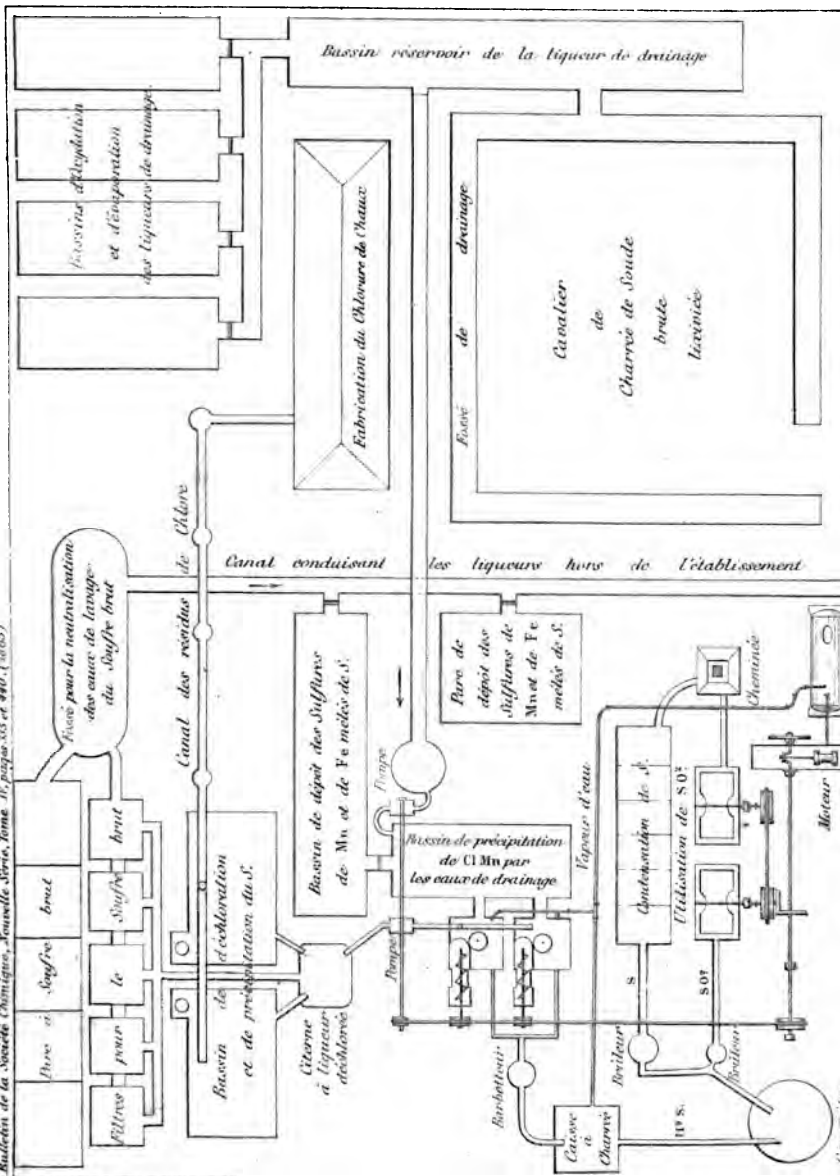 Bulletin de la Société Chimique, Nouvelle Série, tome IV, pages
Bassin réservoir de la liqueur de drainage
Bassins d'Oxydation
et d'évaporation
des liqueurs de drainage.
Fabrication du Chlorure de Chaux
Fossé de drainage
Cavalier
de
Charrée de Soude
brute
lixiviée
Fossé pour la neutralisation
des eaux de lavage
du Soufre brut
Canal des résidus de Chlore
Canal conduisant les liqueurs hors de l'établissement
Parc à Soufre brut
Filtres pour le Soufre brut
Bassin de déchloration
et de précipitation du S.
Citerne
à liqueur
déchlorée
Bassin de dépôt des Sulfures
de Mn et de Fe mêlés de S.
Parc de
dépôt des
Sulfures de
Mn et de Fe
mêlés de S.
Pompe
Bassin de précipitation
de Cl Mn par
les eaux de drainage
Pompe
Vapeur d'eau
Condensation de S.
Utilisation de SO²
Cheminée
Moteur
S
SO²
Barbotteur
Brûleur
Brûleur
Caisse
à
Charrée
H²S.